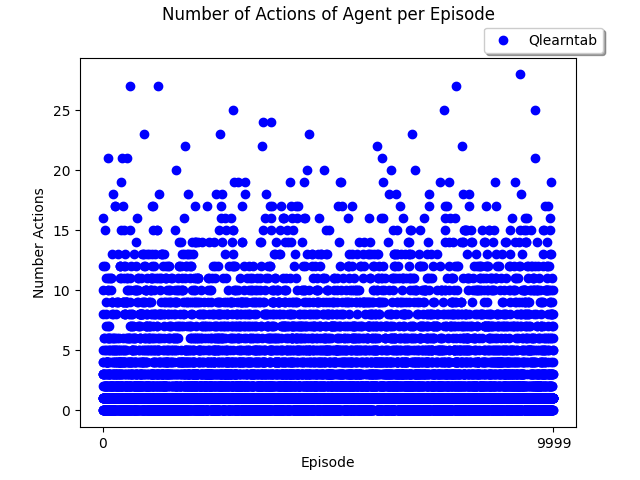 Number of Actions of Agent per Episode
Qlearntab
Number Actions
25
20
15
10
5
0
0
9999
Episode